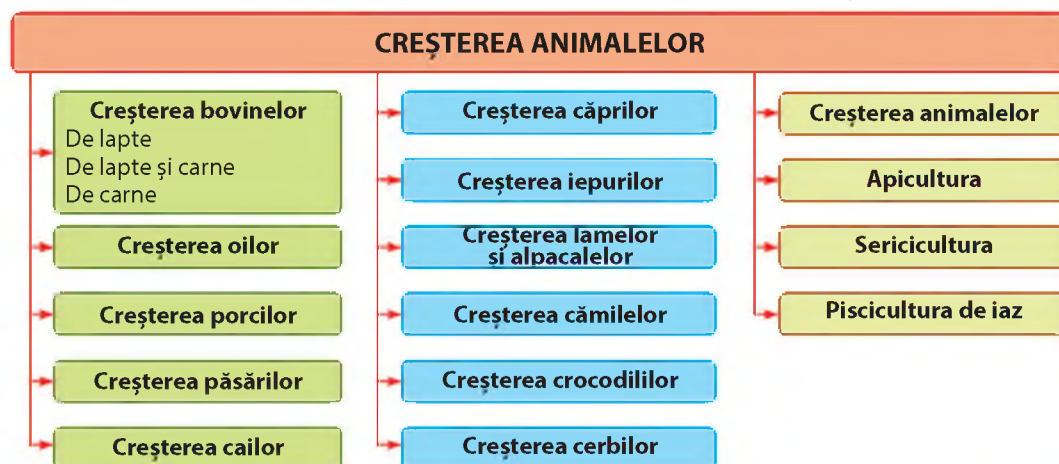 CREȘTEREA ANIMALELOR
Creșterea bovinelor
De lapte
De lapte și carne
De carne
Creșterea oilor
Creșterea porcilor
Creșterea păsărilor
Creșterea cailor
Creșterea căprilor
Creșterea iepurilor
Creșterea lamelor
și alpacalelor
Creșterea cămilelor
Creșterea crocodililor
Creșterea cerbilor
Creșterea animalelor
Apicultura
Sericicultura
Piscicultura de iaz